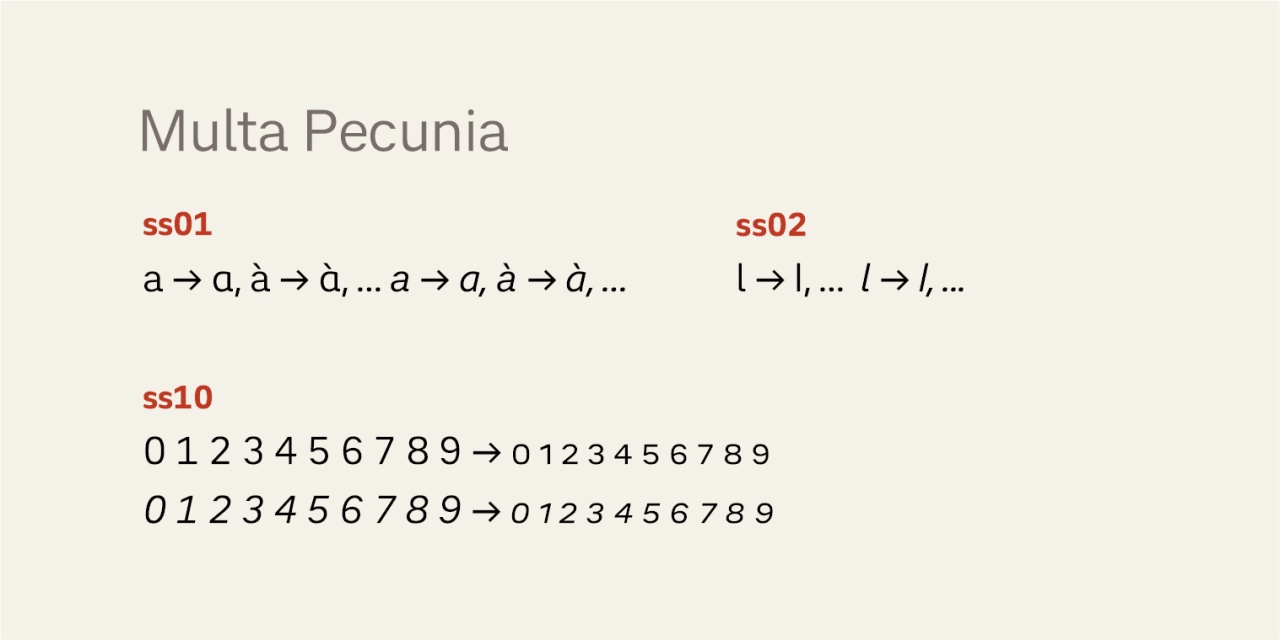 Multa Pecunia
ss01
a → ɑ, à → ɑ̀, ... a → ɑ, à → ɑ̀, ...
ss02
l → l, ... l → l, ...
ss10
0 1 2 3 4 5 6 7 8 9 → 0 1 2 3 4 5 6 7 8 9
0 1 2 3 4 5 6 7 8 9 → 0 1 2 3 4 5 6 7 8 9